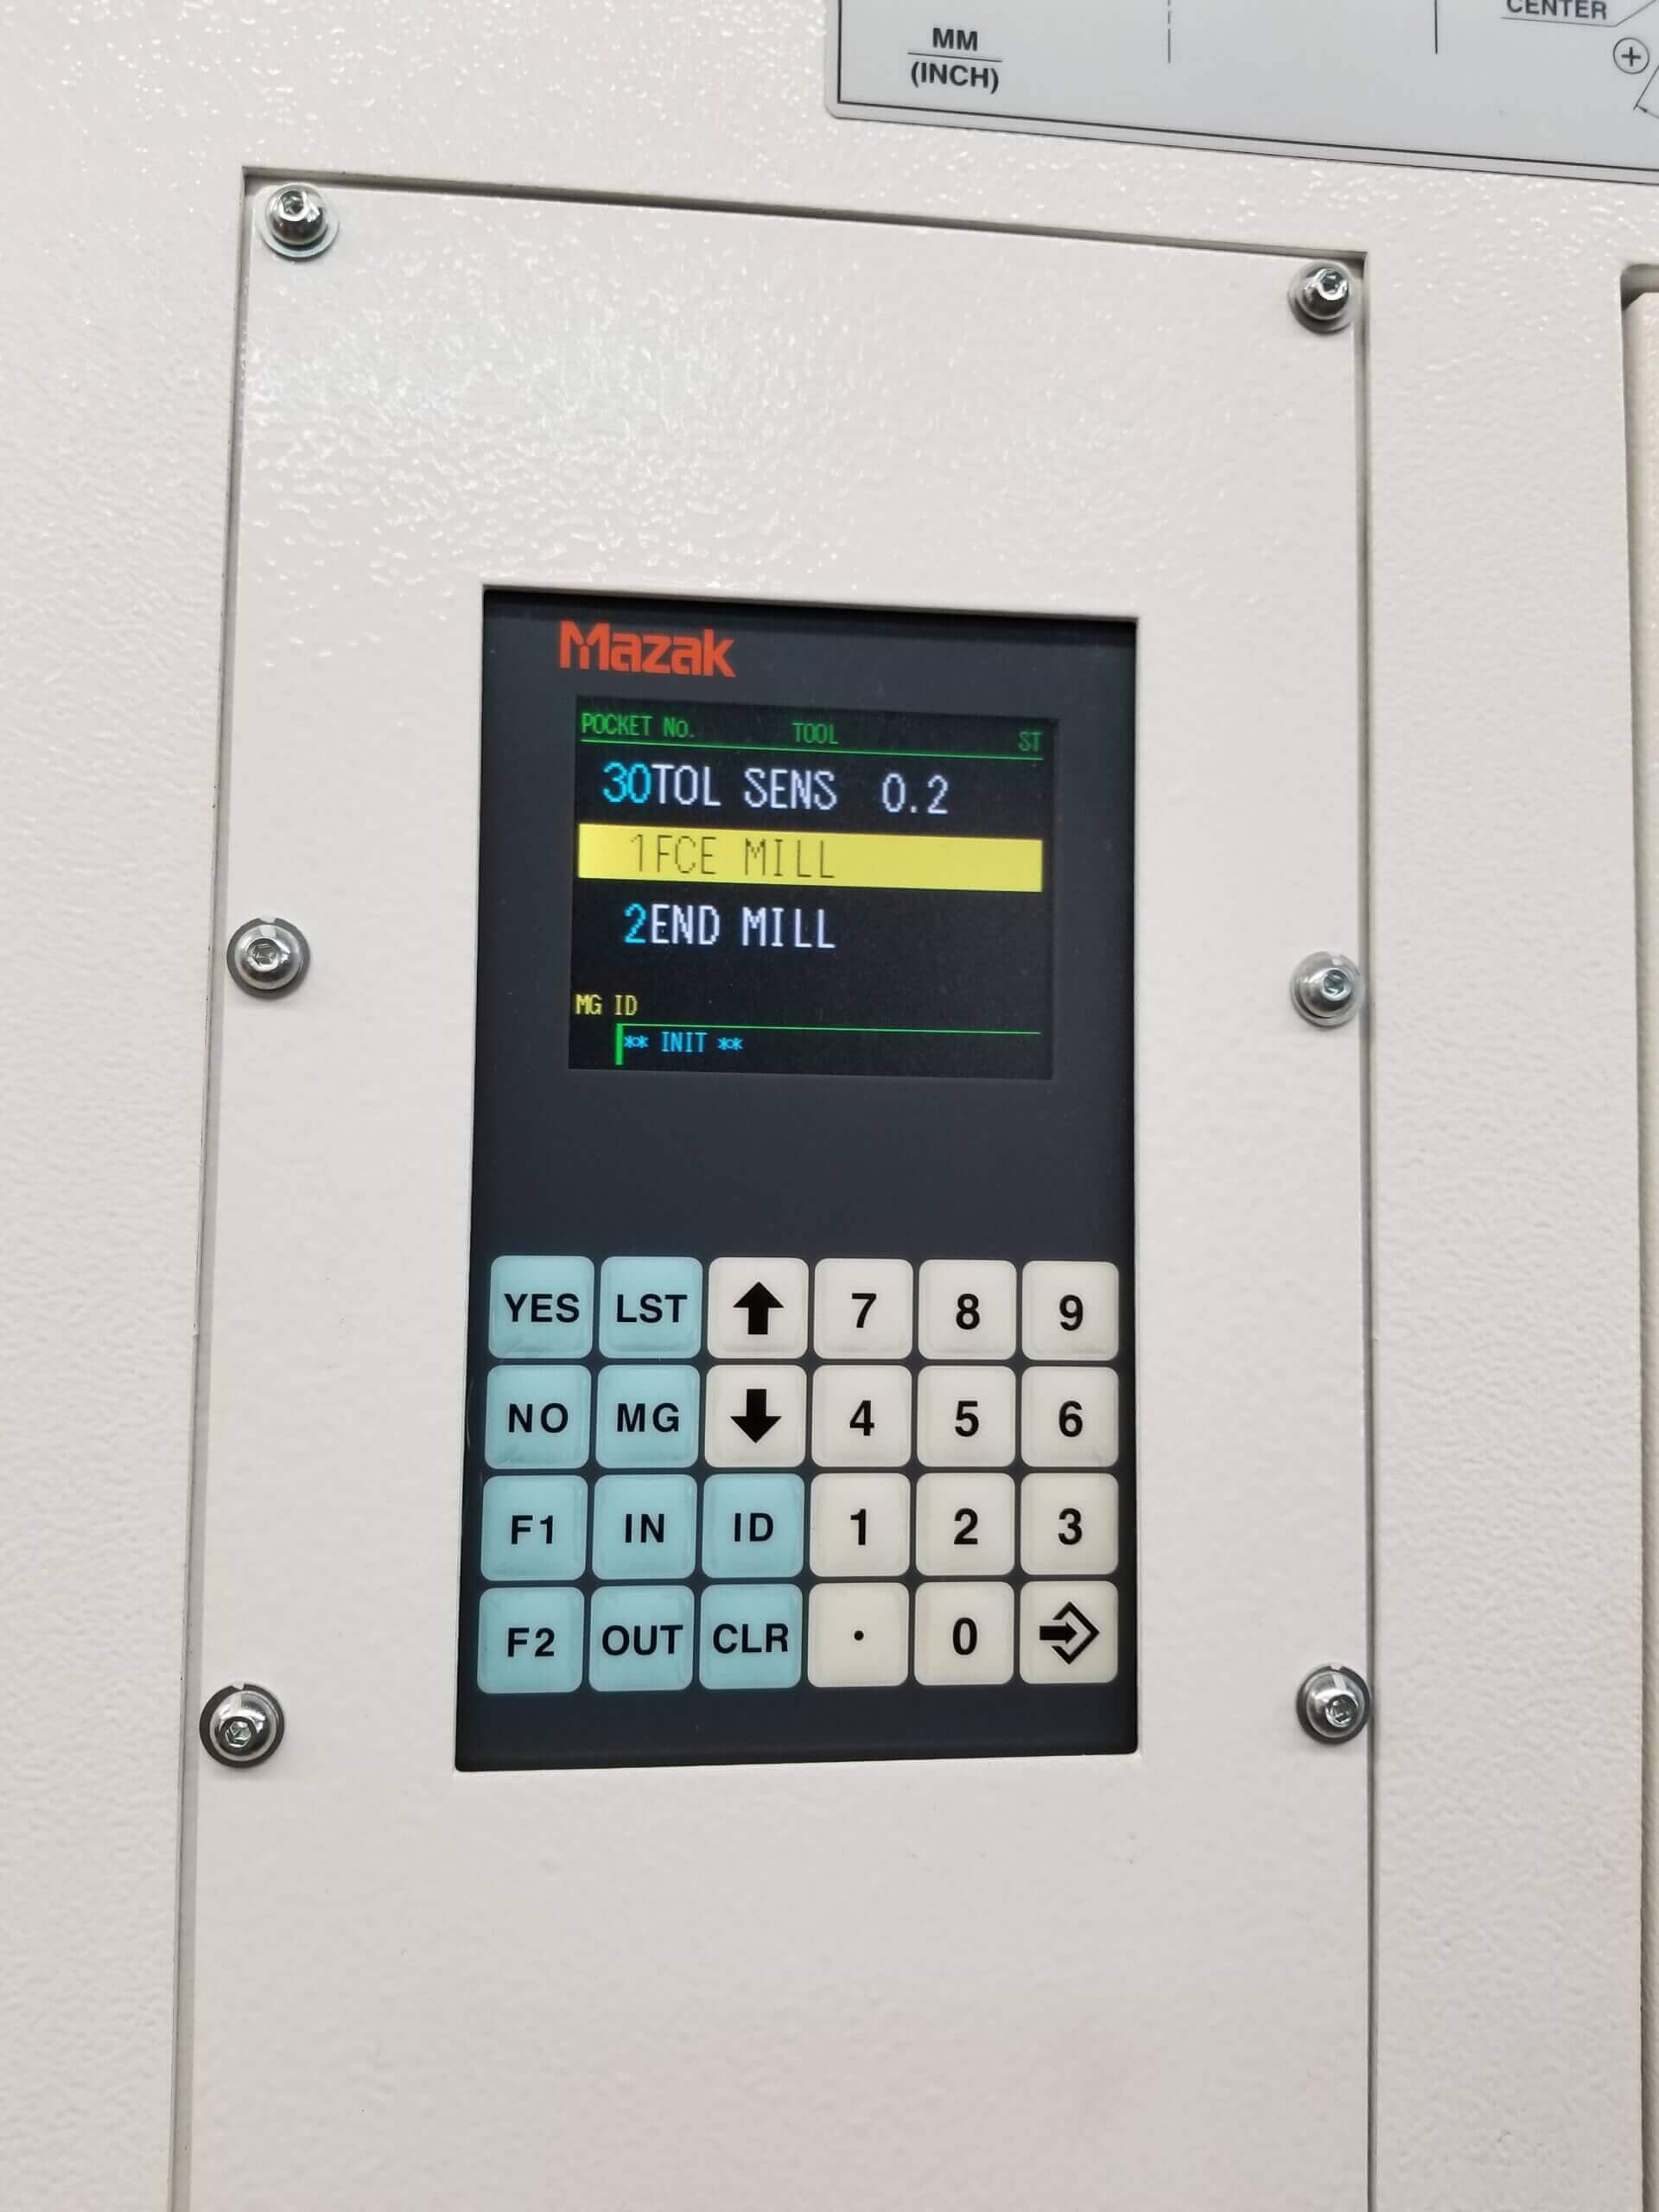 CENTER
MM
(INCH)
Mazak
POCKET No. TOOL ST
30TOL SENS 0.2
1FCE MILL
2END MILL
MG ID
** INIT **
YES LST ↑ 7 8 9
NO MG ↓ 4 5 6
F1 IN ID 1 2 3
F2 OUT CLR . 0